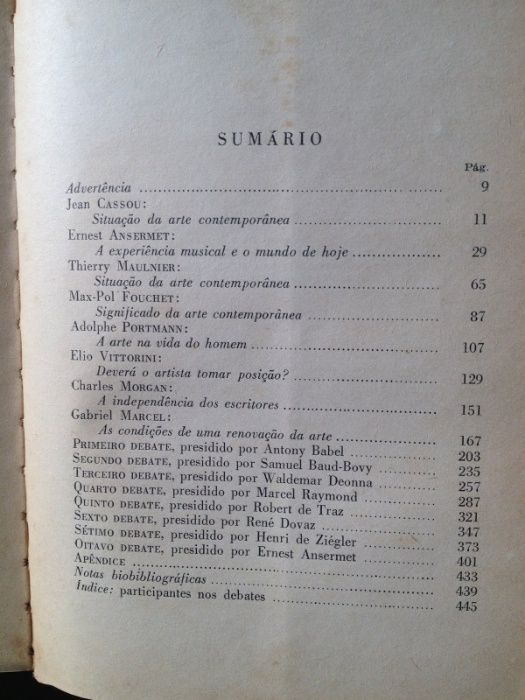 SUMÁRIO
Pág.
Advertência 9
Jean CASSOU:
Situação da arte contemporânea 11
Ernest ANSERMET:
A experiência musical e o mundo de hoje 29
Thierry MAULNIER:
Situação da arte contemporânea 65
Max-Pol FOUCHET:
Significado da arte contemporânea 87
Adolphe PORTMANN:
A arte na vida do homem 107
Elio VITTORINI:
Deverá o artista tomar posição? 129
Charles MORGAN:
A independência dos escritores 151
Gabriel MARCEL:
As condições de uma renovação da arte 167
PRIMEIRO DEBATE, presidido por Antony Babel 203
SEGUNDO DEBATE, presidido por Samuel Baud-Bovy 235
TERCEIRO DEBATE, presidido por Waldemar Deonna 257
QUARTO DEBATE, presidido por Marcel Raymond 287
QUINTO DEBATE, presidido por Robert de Traz 321
SEXTO DEBATE, presidido por René Dovaz 347
SÉTIMO DEBATE, presidido por Henri de Ziégler 373
OITAVO DEBATE, presidido por Ernest Ansermet 401
APÊNDICE 433
Notas biobibliográficas 439
Índice: participantes nos debates 445